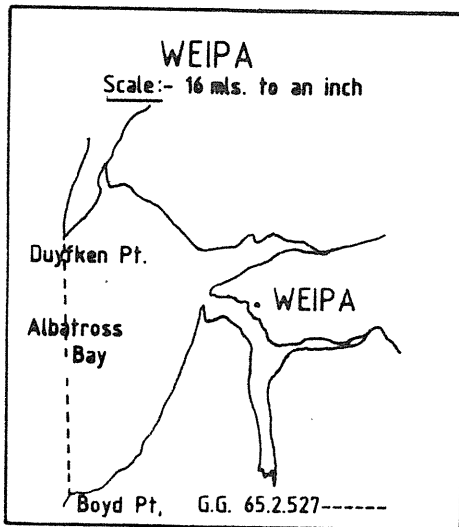 WEIPA
Scale:- 16 mls. to an inch
Duyfken Pt.
WEIPA
Albatross
Bay
Boyd Pt, G.G. 65.2.527------